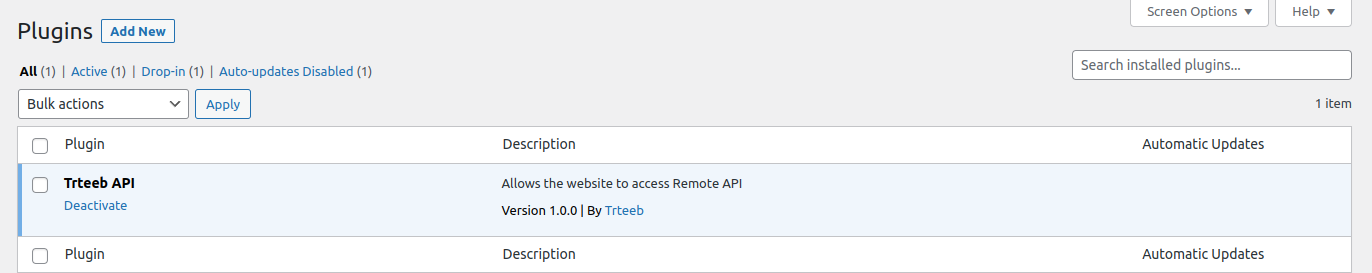 Screen Options ▼ Help ▼
Plugins Add New
All (1) | Active (1) | Drop-in (1) | Auto-updates Disabled (1)
Search installed plugins...
Bulk actions Apply
1 item
Plugin Description Automatic Updates
Trteeb API Allows the website to access Remote API
Deactivate Version 1.0.0 | By Trteeb
Plugin Description Automatic Updates